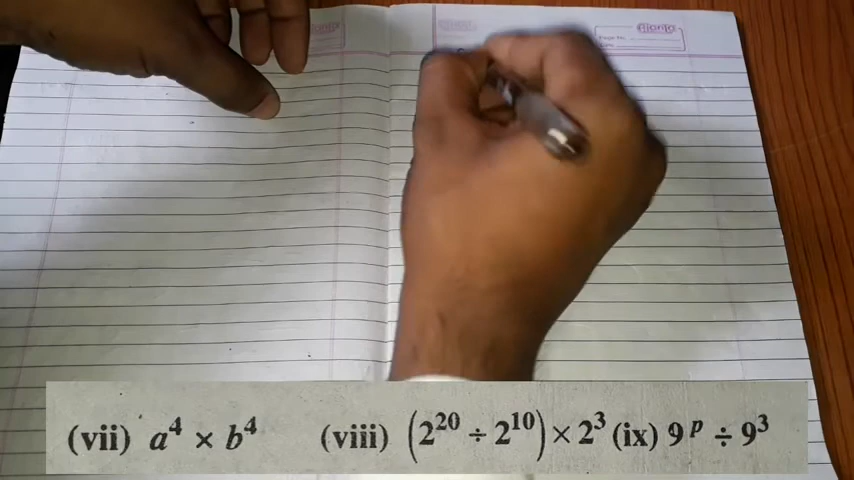 (vii) a⁴ × b⁴ (viii) (2²⁰ ÷ 2¹⁰) × 2³ (ix) 9ᵖ ÷ 9³